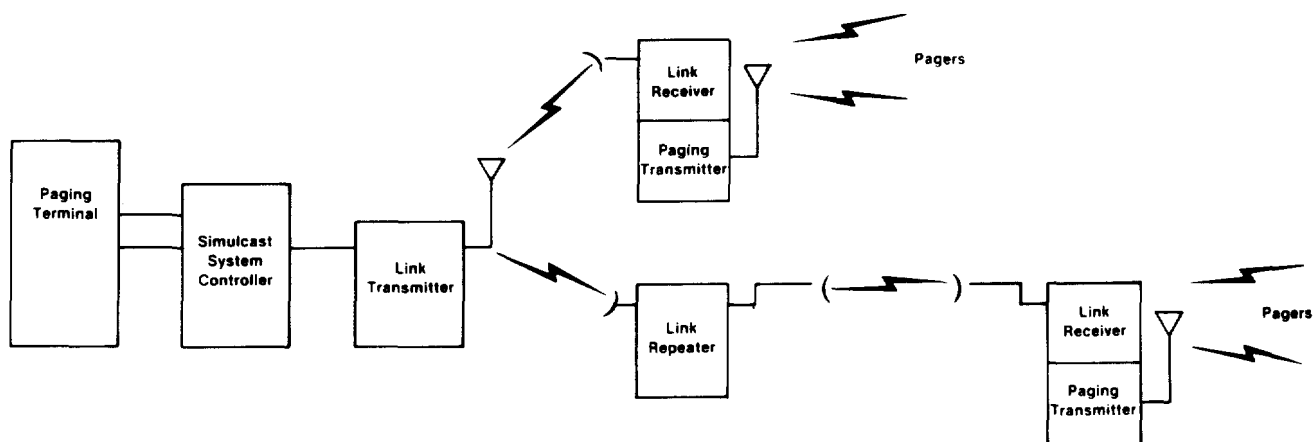 Paging
Terminal
Simulcast
System
Controller
Link
Transmitter
Link
Receiver
Paging
Transmitter
Pagers
Link
Repeater
Link
Receiver
Paging
Transmitter
Pagers